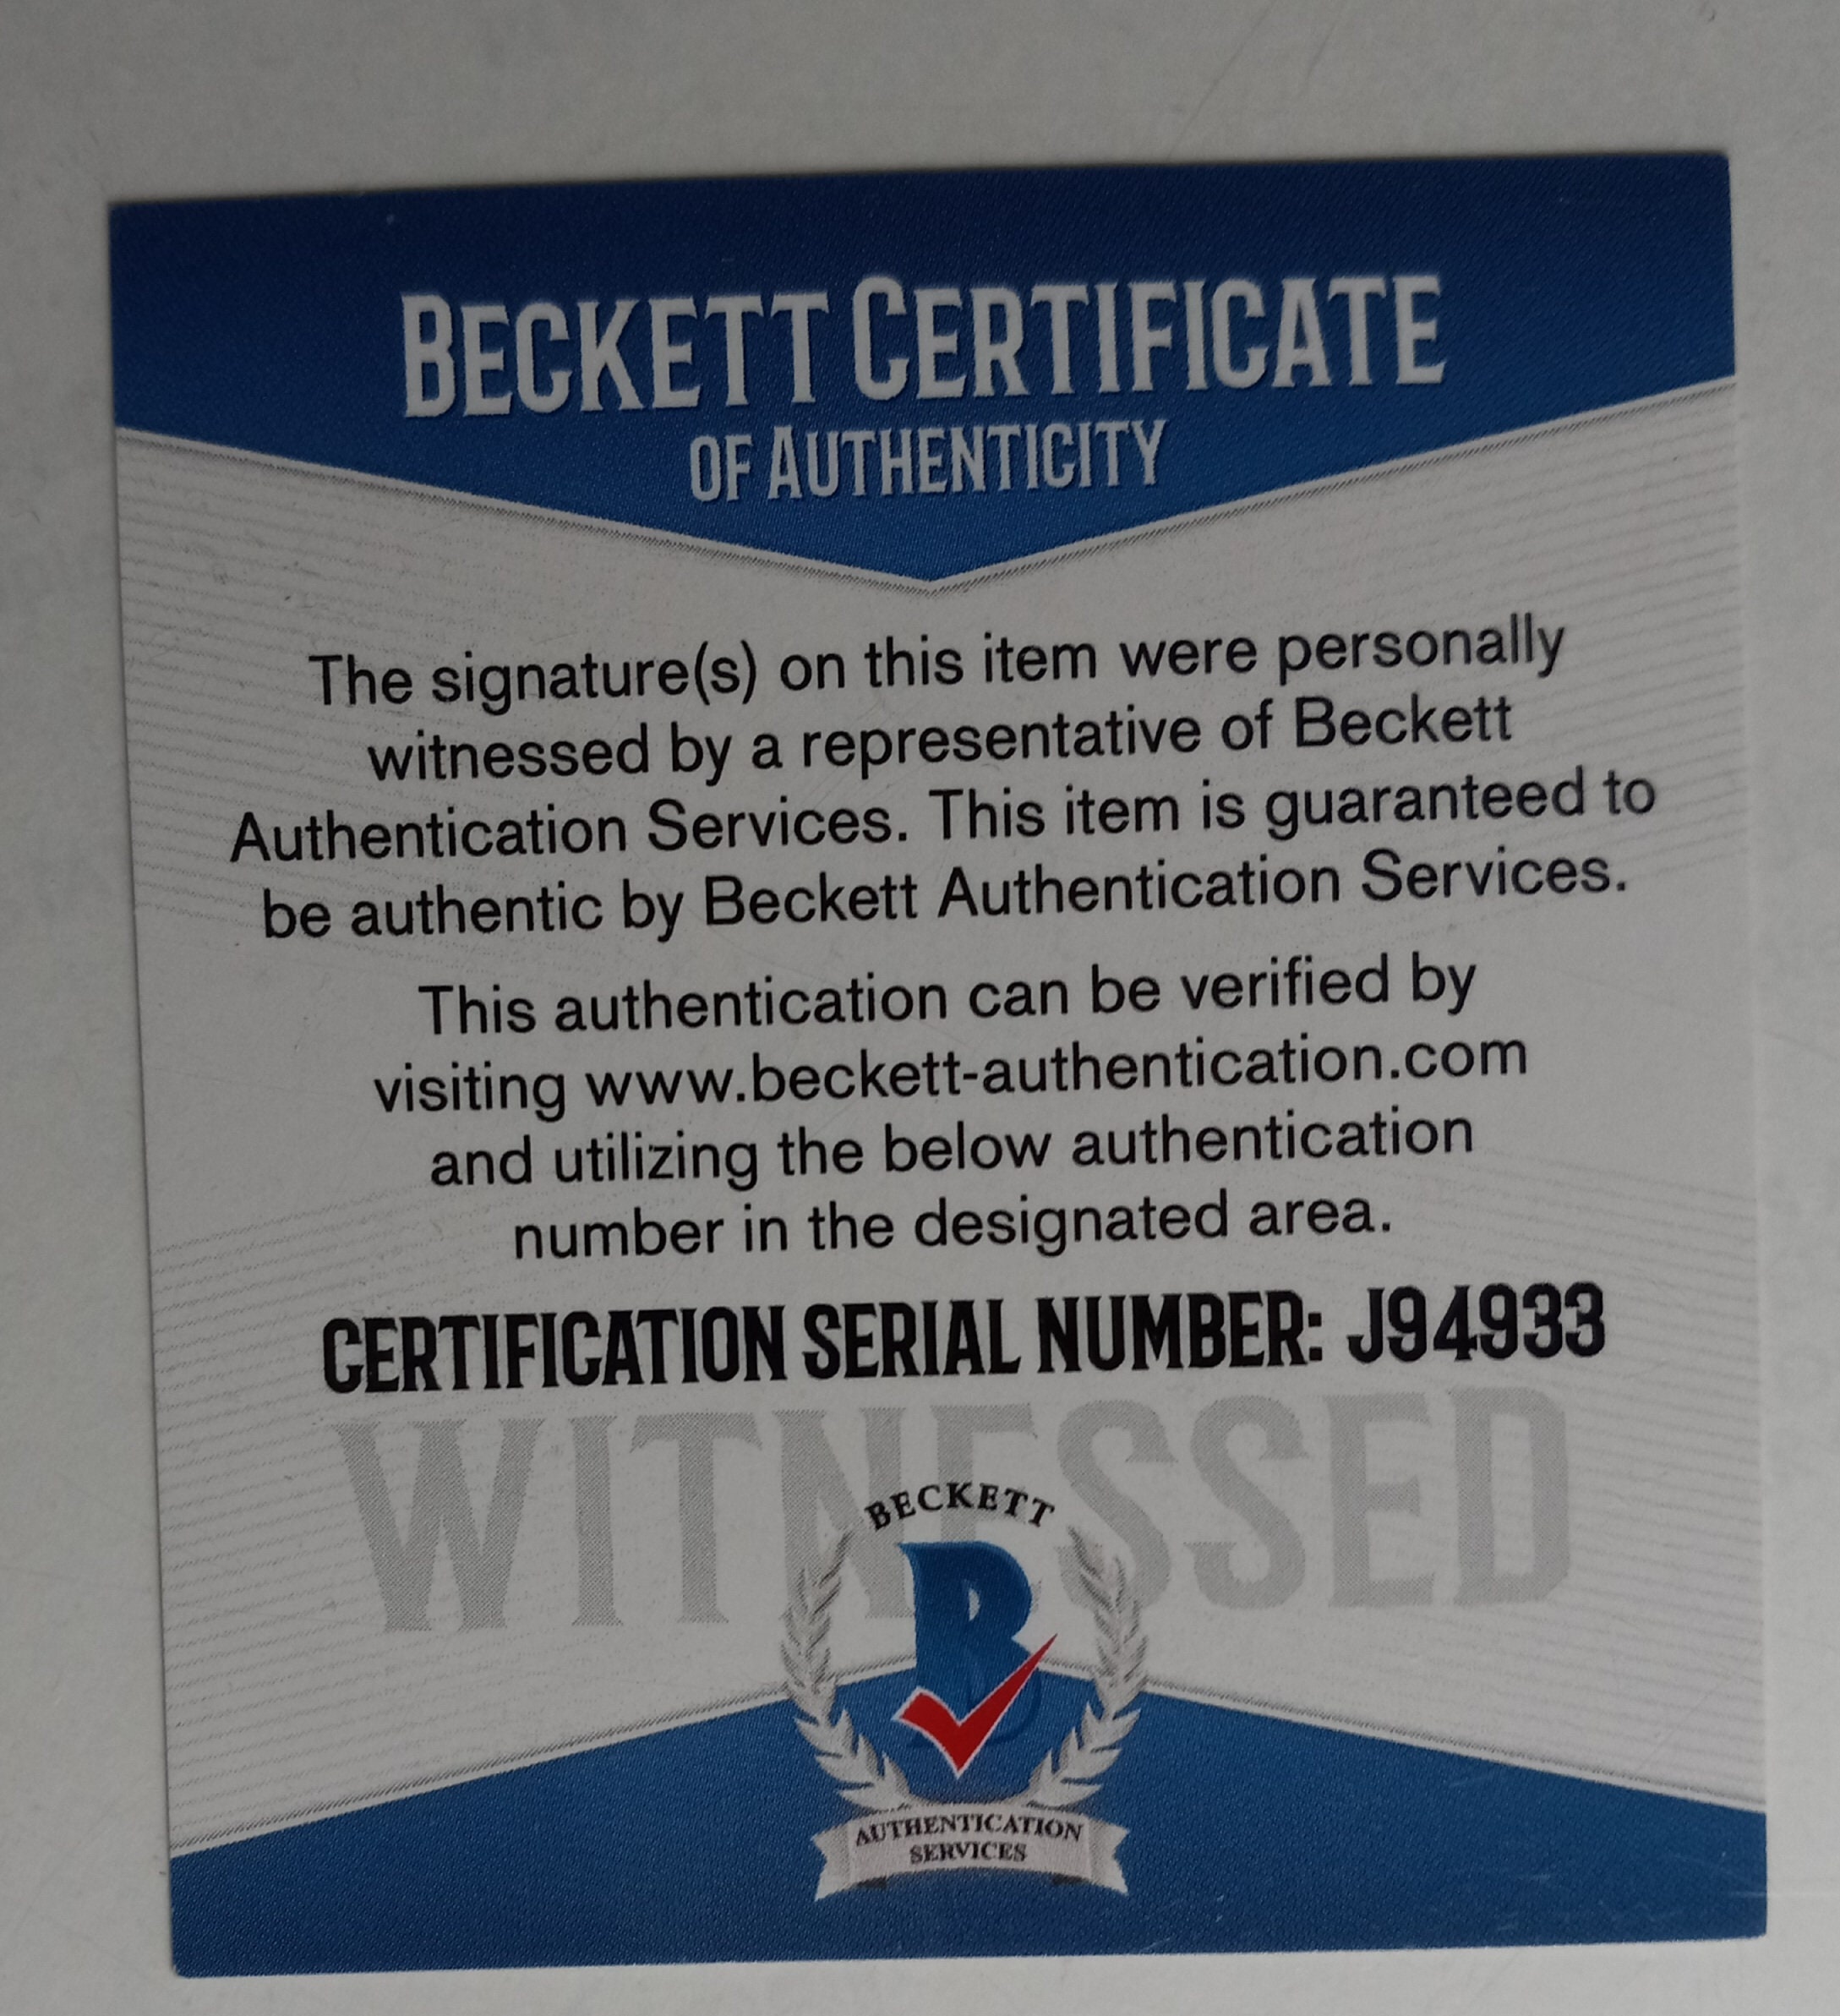 BECKETT CERTIFICATE
OF AUTHENTICITY
The signature(s) on this item were personally
witnessed by a representative of Beckett
Authentication Services. This item is guaranteed to
be authentic by Beckett Authentication Services.
This authentication can be verified by
visiting www.beckett-authentication.com
and utilizing the below authentication
number in the designated area.
CERTIFICATION SERIAL NUMBER: J94933
WITNESSED
BECKETT
B
AUTHENTICATION
SERVICES